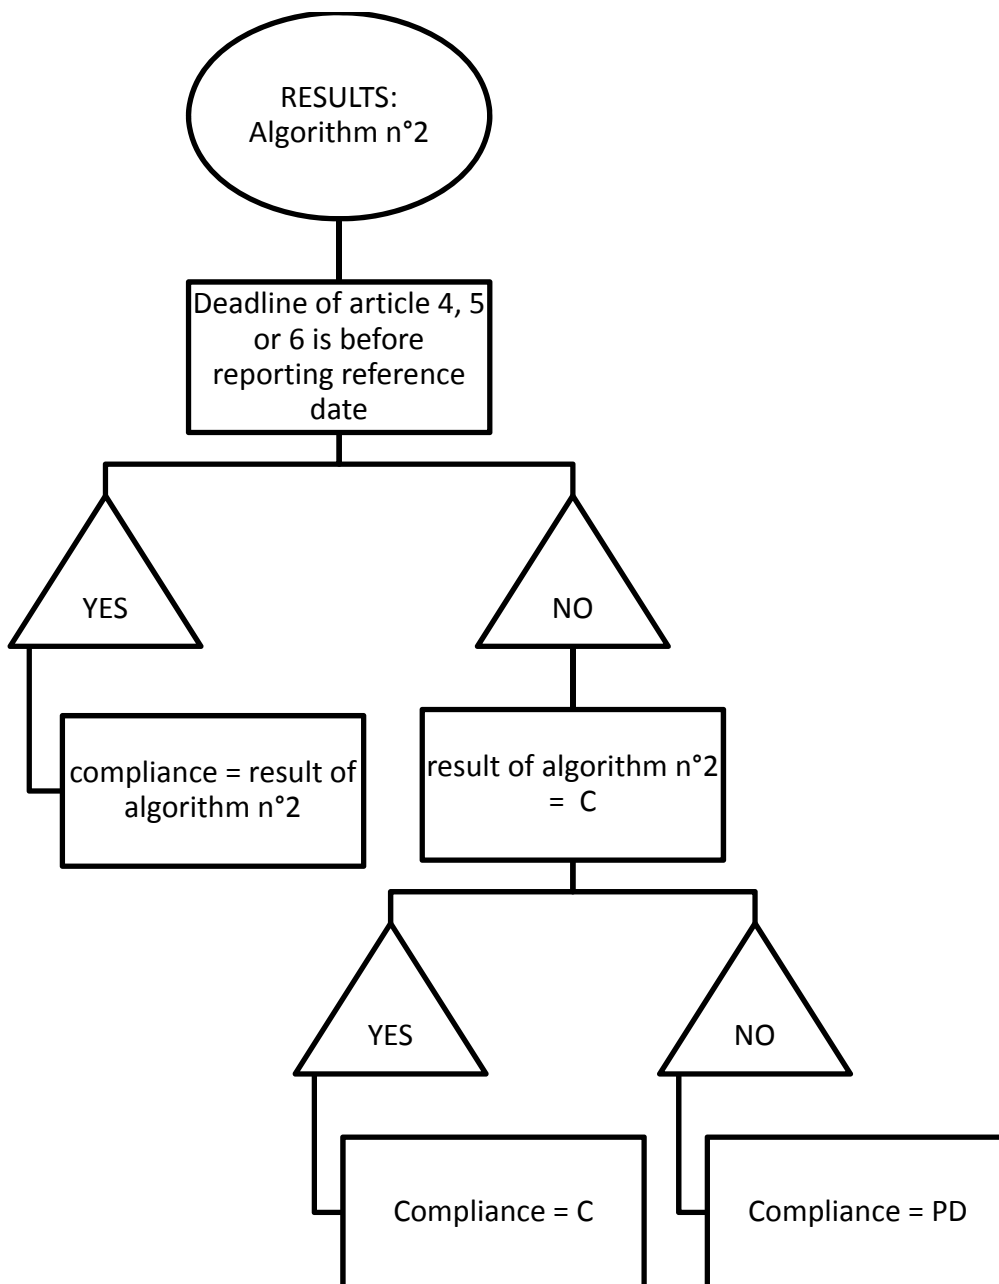 RESULTS:
Algorithm n°2
Deadline of article 4, 5
or 6 is before
reporting reference
date
YES
NO
compliance = result of
algorithm n°2
result of algorithm n°2
= C
YES
NO
Compliance = C
Compliance = PD